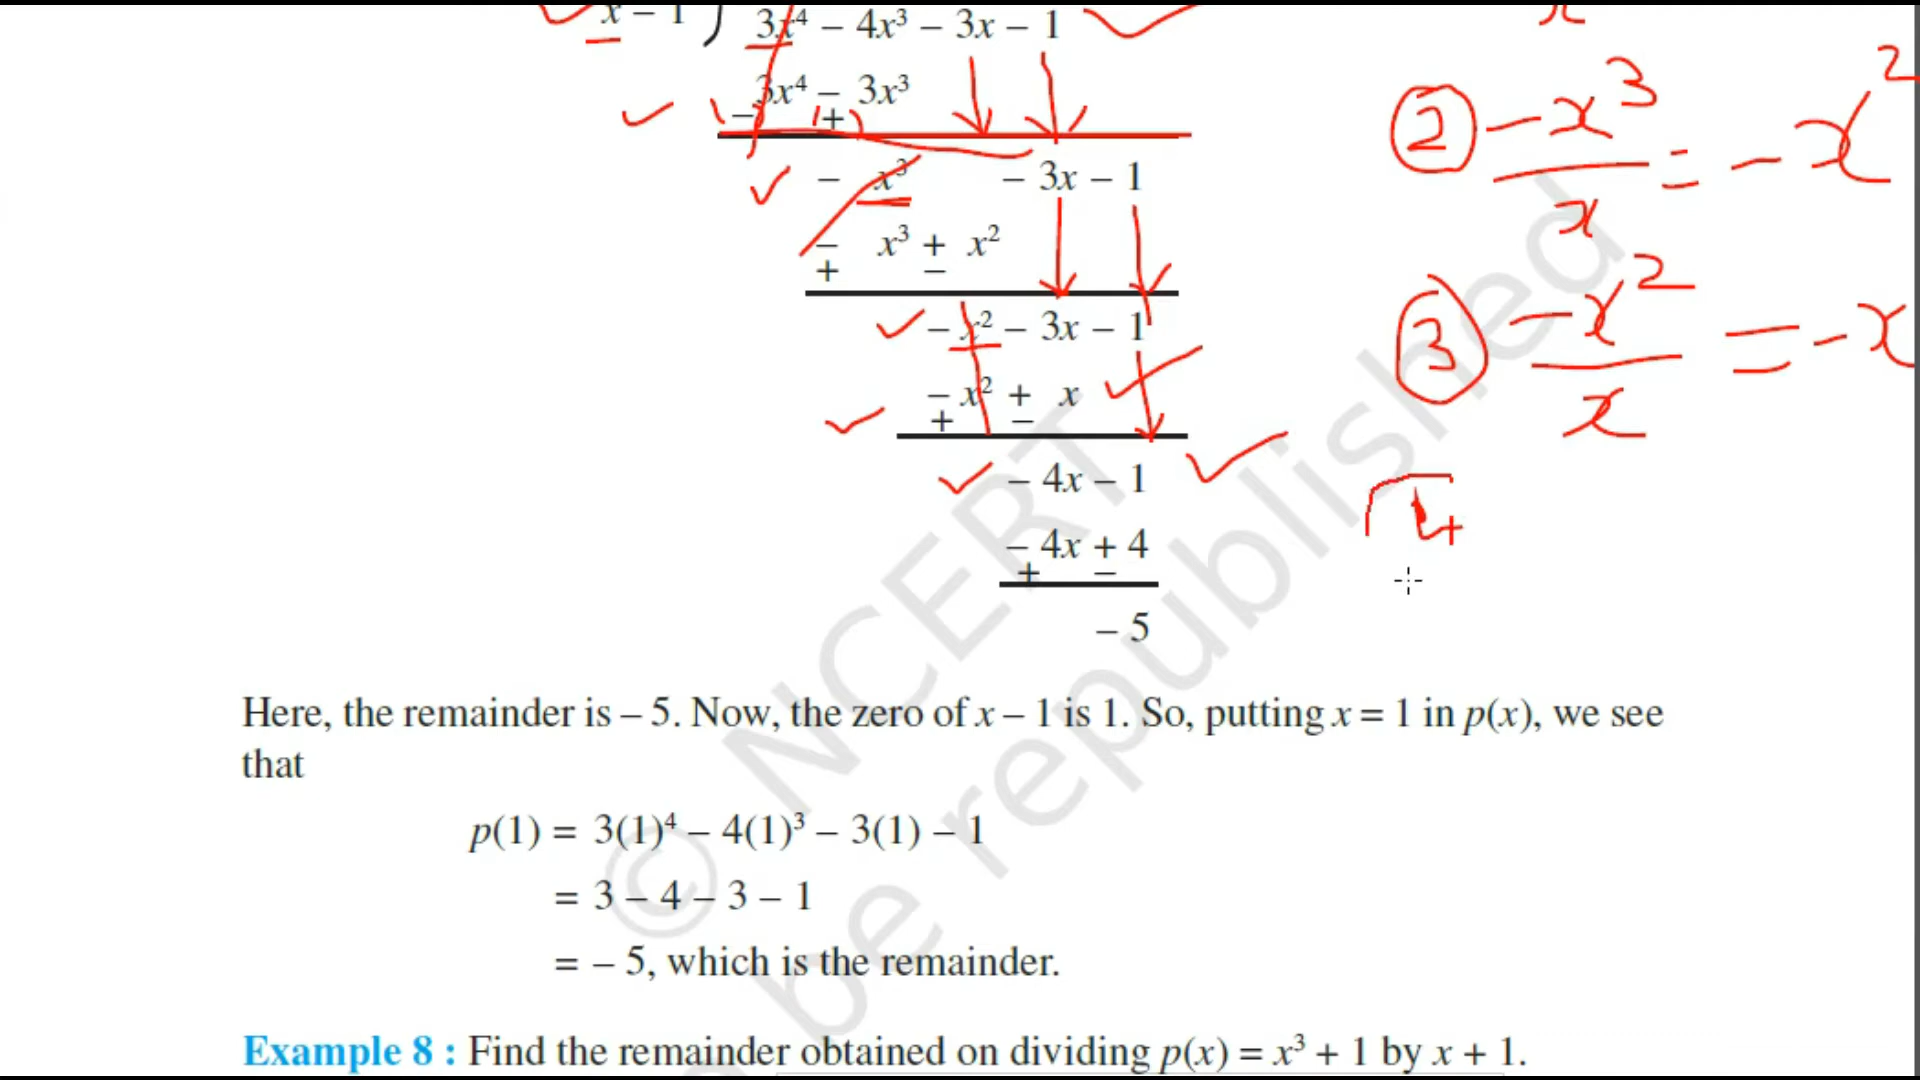 x – 1 ) 3x⁴ – 4x³ – 3x – 1
3x⁴ – 3x³
– +
– x³ – 3x – 1
– x³ + x²
+ –
– x² – 3x – 1
– x² + x
+ –
– 4x – 1
– 4x + 4
+ –
– 5
x
② –x³/x = –x²
③ –x²/x = –x
4
Here, the remainder is – 5. Now, the zero of x – 1 is 1. So, putting x = 1 in p(x), we see
that
p(1) = 3(1)⁴ – 4(1)³ – 3(1) – 1
= 3 – 4 – 3 – 1
= – 5, which is the remainder.
Example 8 : Find the remainder obtained on dividing p(x) = x³ + 1 by x + 1.
© NCERT
be republished